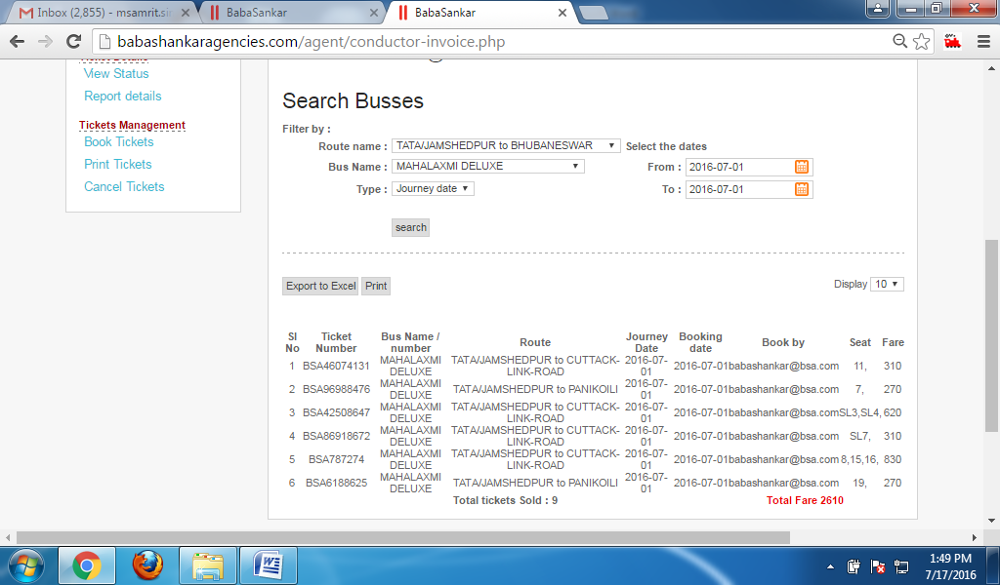 Inbox (2,855) - msamrit.si
BabaSankar
BabaSankar
babashankaragencies.com/agent/conductor-invoice.php
View Status
Report details
Tickets Management
Book Tickets
Print Tickets
Cancel Tickets
Search Busses
Filter by :
Route name : TATA/JAMSHEDPUR to BHUBANESWAR Select the dates
Bus Name : MAHALAXMI DELUXE From : 2016-07-01
Type : Journey date To : 2016-07-01
search
Export to Excel Print Display 10
Sl No Ticket Number Bus Name / number Route Journey Date Booking date Book by Seat Fare
1 BSA46074131 MAHALAXMI DELUXE TATA/JAMSHEDPUR to CUTTACK-LINK-ROAD 2016-07-01 2016-07-01 babashankar@bsa.com 11, 310
2 BSA96988476 MAHALAXMI DELUXE TATA/JAMSHEDPUR to PANIKOILI 2016-07-01 2016-07-01 babashankar@bsa.com 7, 270
3 BSA42508647 MAHALAXMI DELUXE TATA/JAMSHEDPUR to CUTTACK-LINK-ROAD 2016-07-01 2016-07-01 babashankar@bsa.com SL3,SL4, 620
4 BSA86918672 MAHALAXMI DELUXE TATA/JAMSHEDPUR to CUTTACK-LINK-ROAD 2016-07-01 2016-07-01 babashankar@bsa.com SL7, 310
5 BSA787274 MAHALAXMI DELUXE TATA/JAMSHEDPUR to CUTTACK-LINK-ROAD 2016-07-01 2016-07-01 babashankar@bsa.com 8,15,16, 830
6 BSA6188625 MAHALAXMI DELUXE TATA/JAMSHEDPUR to PANIKOILI 2016-07-01 2016-07-01 babashankar@bsa.com 19, 270
Total tickets Sold : 9 Total Fare 2610
1:49 PM
7/17/2016